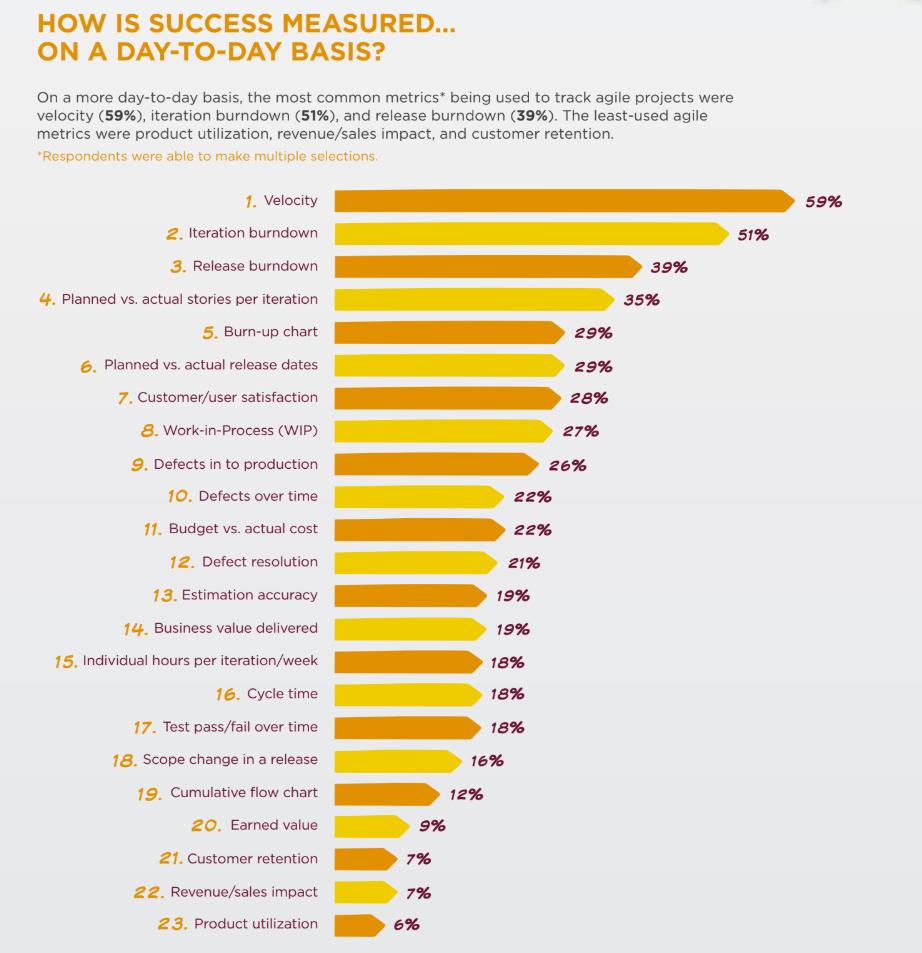 HOW IS SUCCESS MEASURED...
ON A DAY-TO-DAY BASIS?
On a more day-to-day basis, the most common metrics* being used to track agile projects were
velocity (59%), iteration burndown (51%), and release burndown (39%). The least-used agile
metrics were product utilization, revenue/sales impact, and customer retention.
*Respondents were able to make multiple selections.
1. Velocity 59%
2. Iteration burndown 51%
3. Release burndown 39%
4. Planned vs. actual stories per iteration 35%
5. Burn-up chart 29%
6. Planned vs. actual release dates 29%
7. Customer/user satisfaction 28%
8. Work-in-Process (WIP) 27%
9. Defects in to production 26%
10. Defects over time 22%
11. Budget vs. actual cost 22%
12. Defect resolution 21%
13. Estimation accuracy 19%
14. Business value delivered 19%
15. Individual hours per iteration/week 18%
16. Cycle time 18%
17. Test pass/fail over time 18%
18. Scope change in a release 16%
19. Cumulative flow chart 12%
20. Earned value 9%
21. Customer retention 7%
22. Revenue/sales impact 7%
23. Product utilization 6%